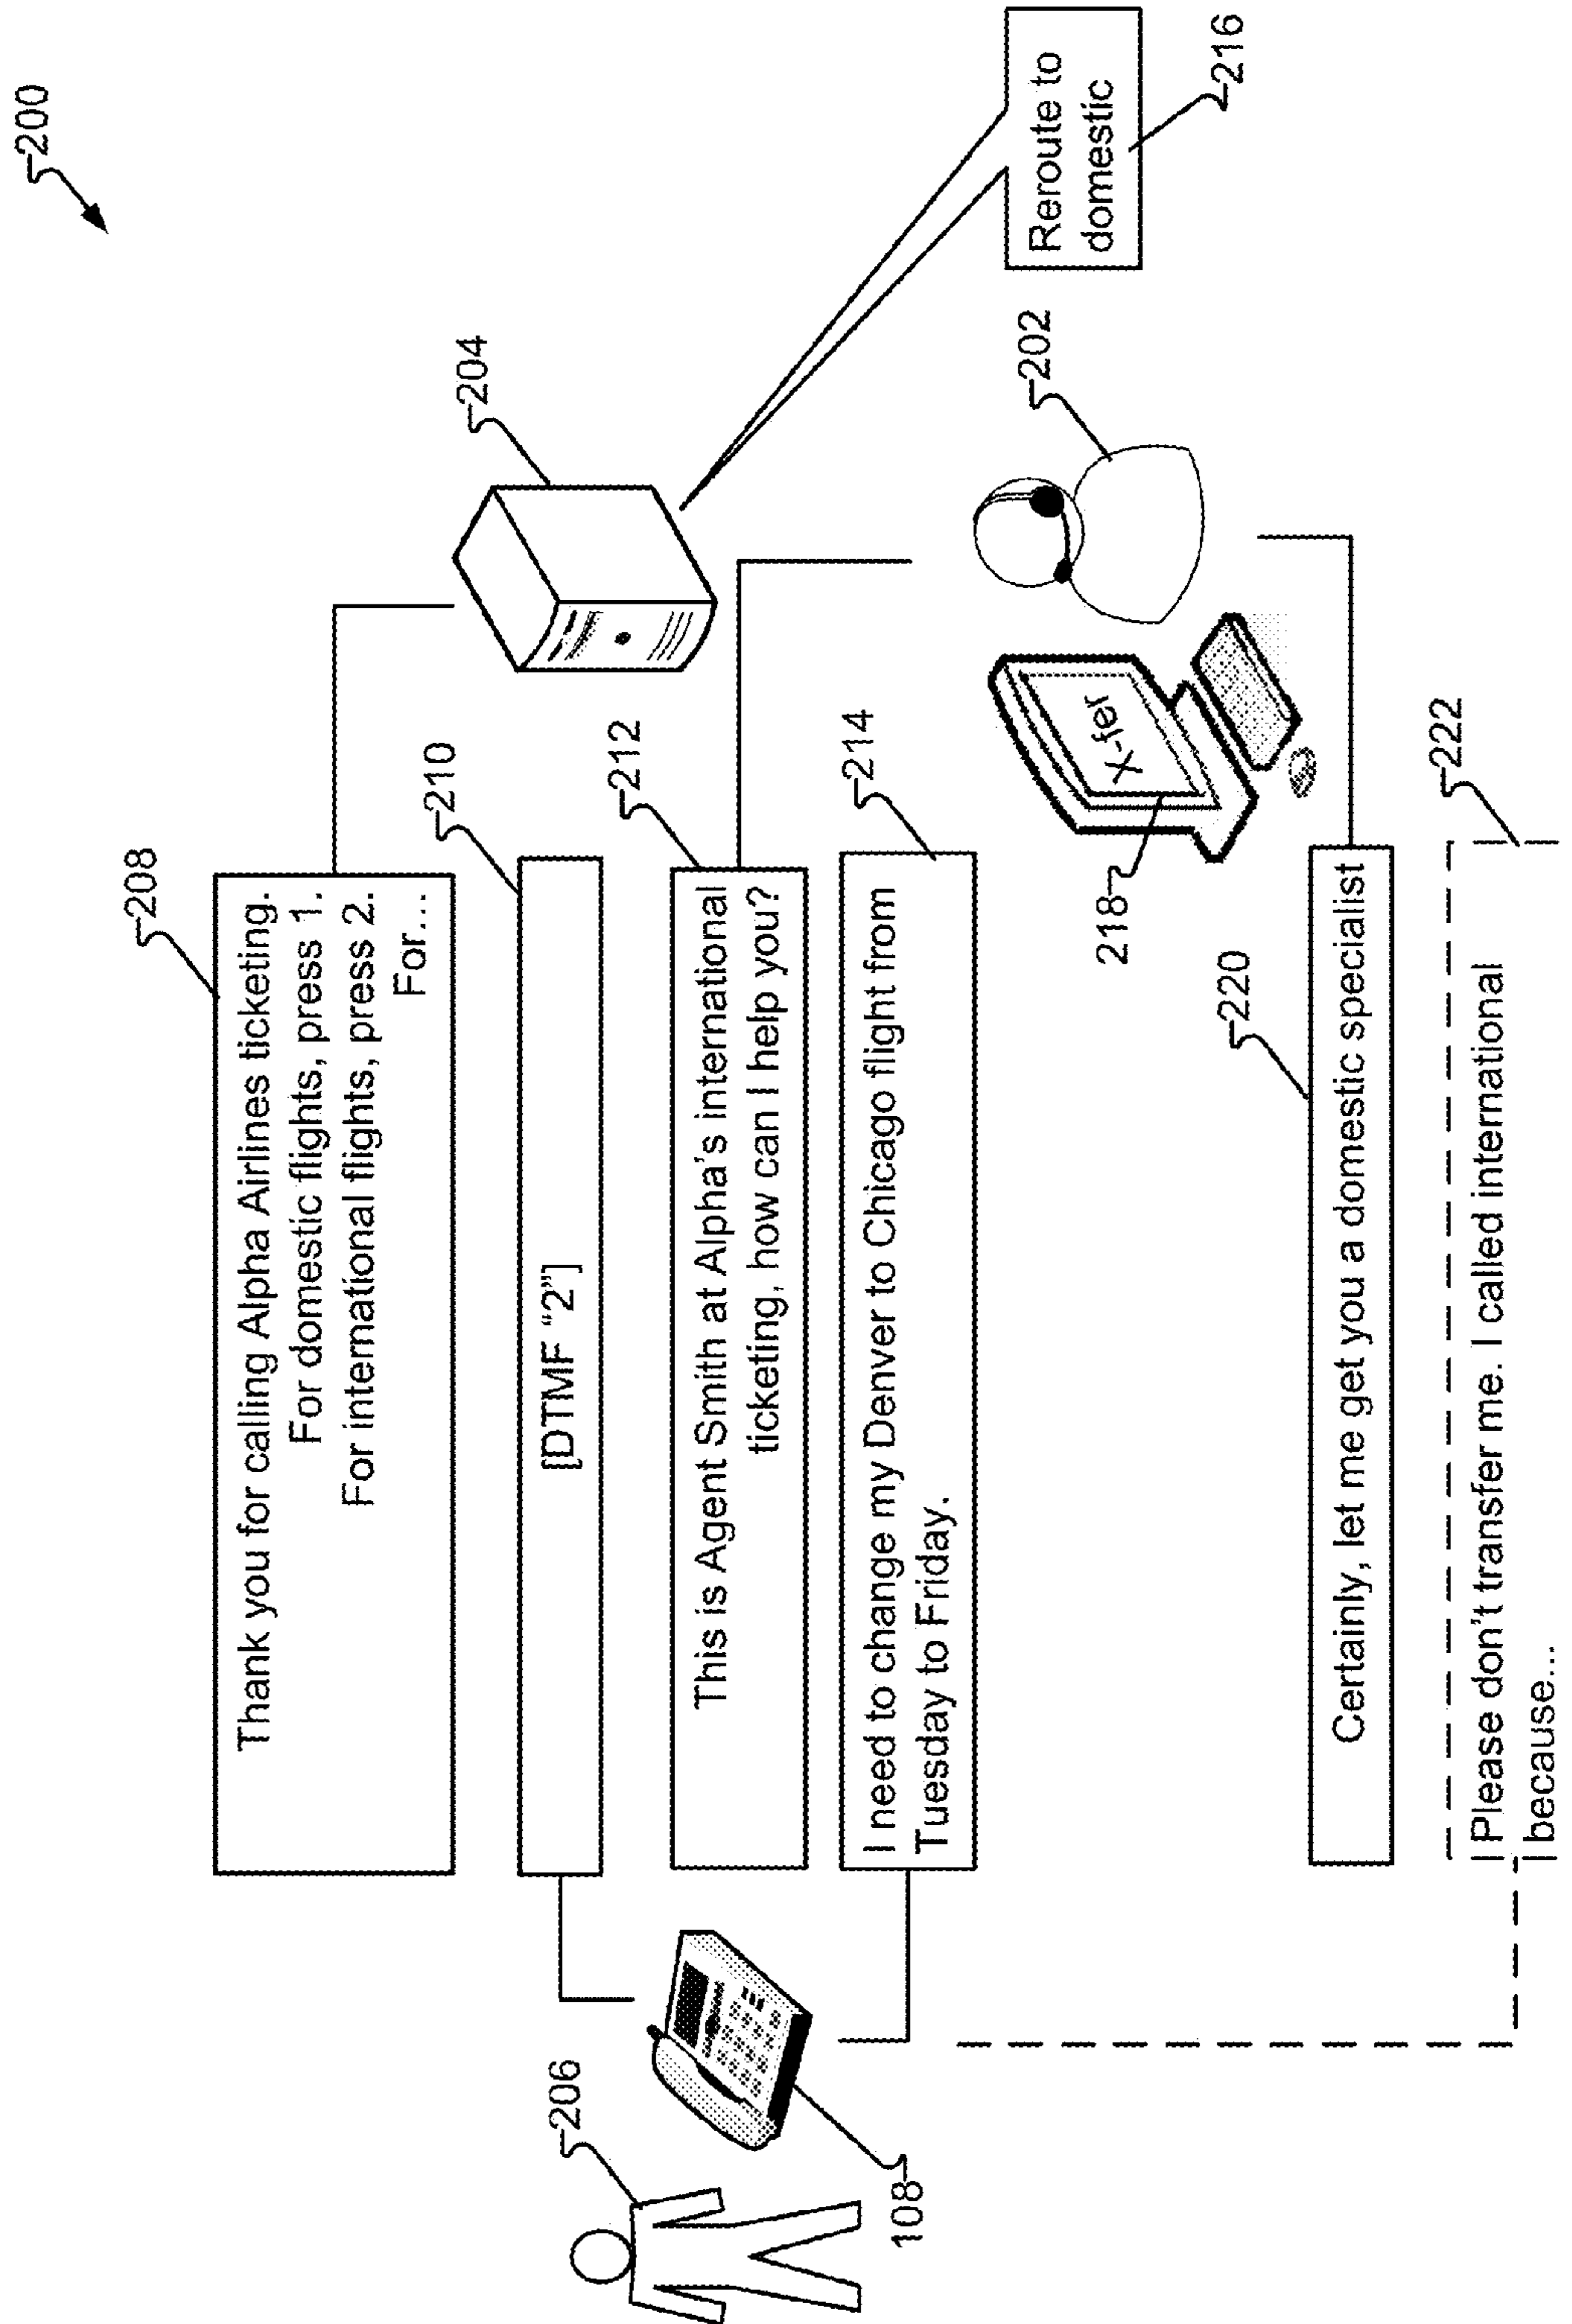 200
208
Thank you for calling Alpha Airlines ticketing.
For domestic flights, press 1.
For international flights, press 2.
For...
204
210
[DTMF “2”]
206
212
This is Agent Smith at Alpha's international
ticketing, how can I help you?
108
214
I need to change my Denver to Chicago flight from
Tuesday to Friday.
202
Reroute to
domestic
216
X-fer
218
220
Certainly, let me get you a domestic specialist
222
Please don't transfer me. I called international
because...